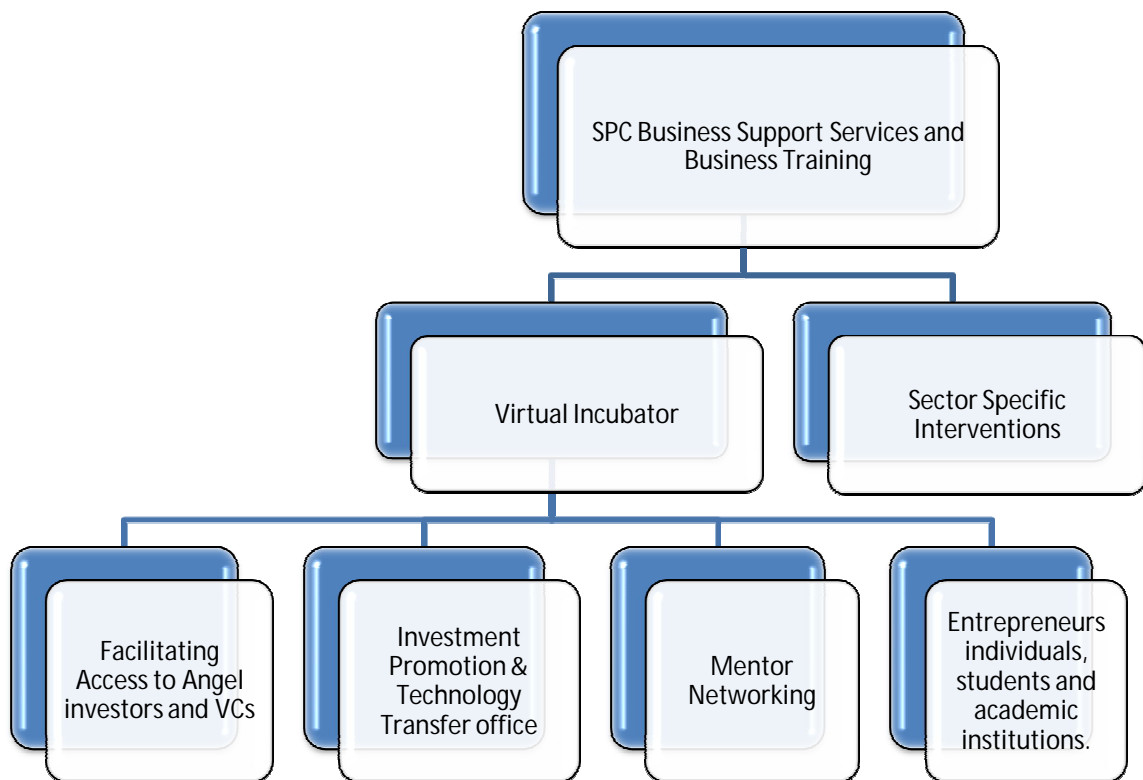 SPC Business Support Services and
Business Training
Virtual Incubator
Sector Specific
Interventions
Facilitating
Access to Angel
investors and VCs
Investment
Promotion &
Technology
Transfer office
Mentor
Networking
Entrepreneurs
individuals,
students and
academic
institutions.